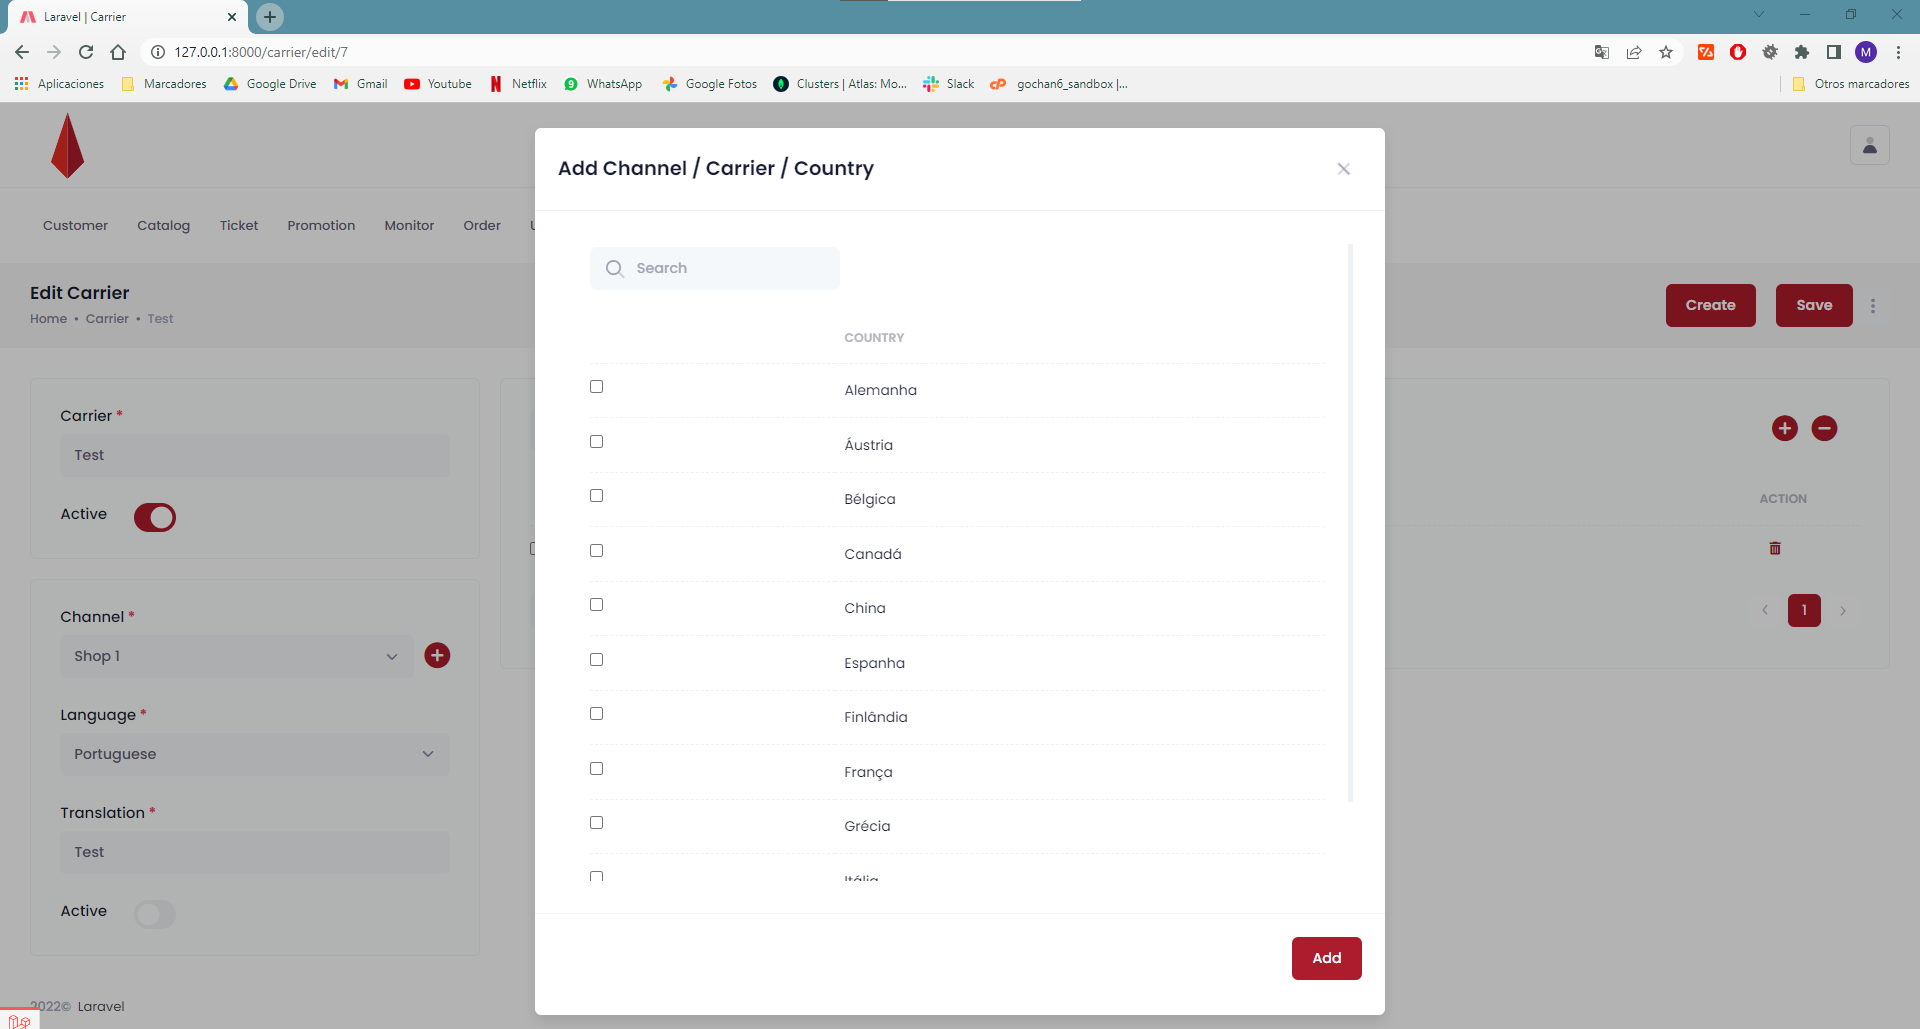 Laravel | Carrier
127.0.0.1:8000/carrier/edit/7
M
Aplicaciones
Marcadores
Google Drive
Gmail
Youtube
Netflix
WhatsApp
Google Fotos
Clusters | Atlas: Mo...
Slack
gochan6_sandbox |...
Otros marcadores
Customer
Catalog
Ticket
Promotion
Monitor
Order
Edit Carrier
Home • Carrier • Test
Create
Save
Carrier *
Test
Active
Channel *
Shop 1
Language *
Portuguese
Translation *
Test
Active
ACTION
1
Add Channel / Carrier / Country
Search
COUNTRY
Alemanha
Áustria
Bélgica
Canadá
China
Espanha
Finlândia
França
Grécia
Itália
Add
2022© Laravel